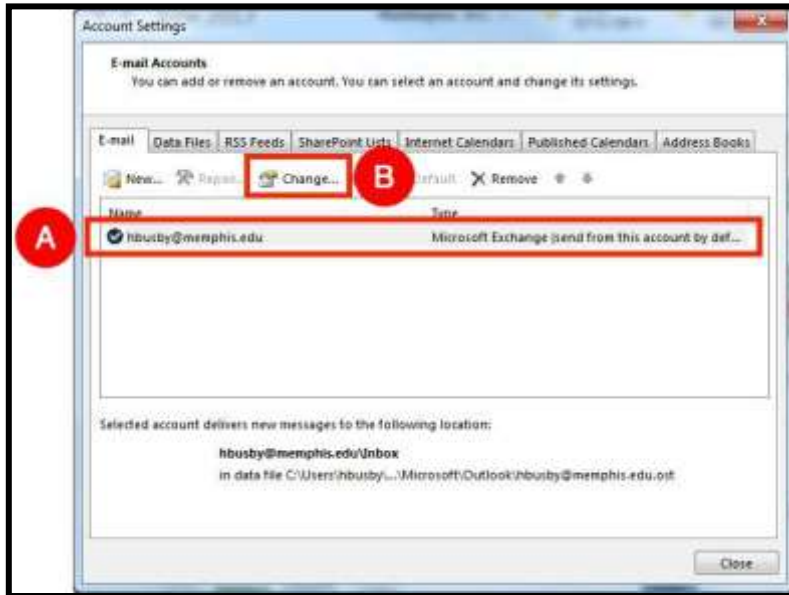 Account Settings
E-mail Accounts
You can add or remove an account. You can select an account and change its settings.
E-mail Data Files RSS Feeds SharePoint Lists Internet Calendars Published Calendars Address Books
New... Repair... Change... B Default Remove
Name Type
A hbusby@memphis.edu Microsoft Exchange (send from this account by def...
Selected account delivers new messages to the following location:
hbusby@memphis.edu\Inbox
in data file C:\Users\hbusby\...\Microsoft\Outlook\hbusby@memphis.edu.ost
Close